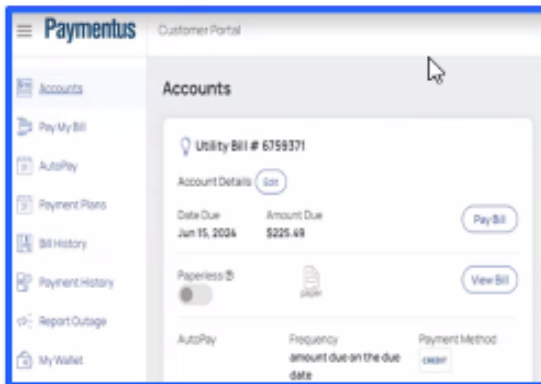 Paymentus
Customer Portal
Accounts
Pay My Bill
AutoPay
Payment Plans
Bill History
Payment History
Report Outage
My Wallet
Accounts
Utility Bill # 6759371
Account Details Edit
Date Due Amount Due
Jun 15, 2024 $225.49
Pay Bill
Paperless
paper
View Bill
AutoPay Frequency Payment Method
amount due on the due
date
CREDIT